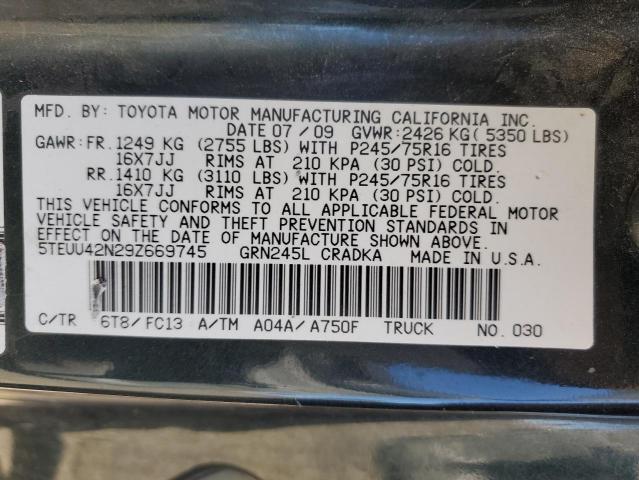 MFD. BY: TOYOTA MOTOR MANUFACTURING CALIFORNIA INC.
DATE 07 / 09 GVWR:2426 KG( 5350 LBS)
GAWR:FR.1249 KG (2755 LBS) WITH P245/75R16 TIRES
16X7JJ RIMS AT 210 KPA (30 PSI) COLD.
RR.1410 KG (3110 LBS) WITH P245/75R16 TIRES
16X7JJ RIMS AT 210 KPA (30 PSI) COLD.
THIS VEHICLE CONFORMS TO ALL APPLICABLE FEDERAL MOTOR
VEHICLE SAFETY AND THEFT PREVENTION STANDARDS IN
EFFECT ON THE DATE OF MANUFACTURE SHOWN ABOVE.
5TEUU42N29Z669745 GRN245L CRADKA MADE IN U.S.A.
C/TR 6T8/ FC13 A/TM A04A/ A750F TRUCK NO. 030